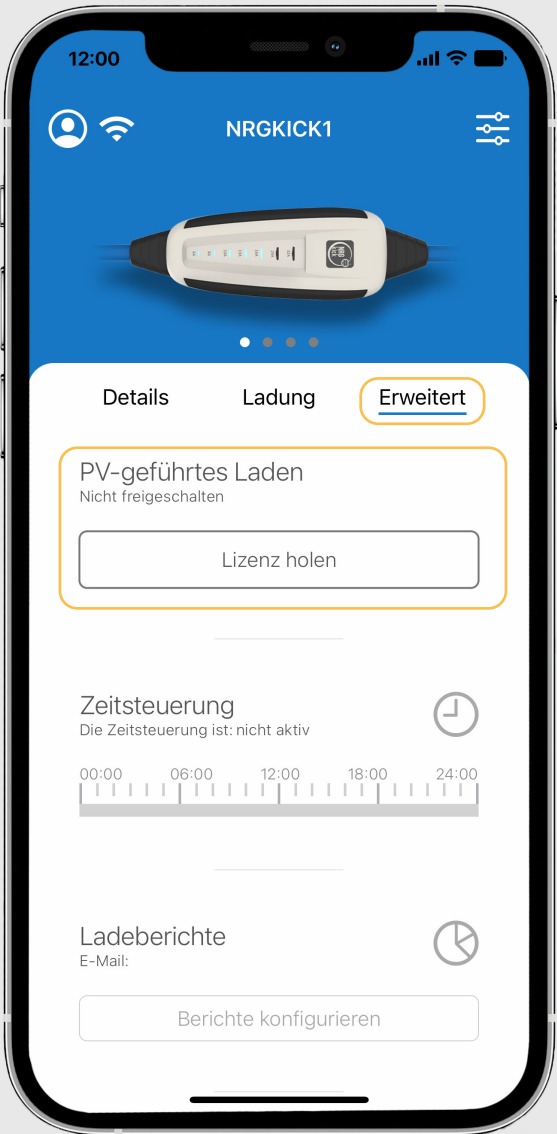 12:00
NRGKICK1
Details
Ladung
Erweitert
PV-geführtes Laden
Nicht freigeschalten
Lizenz holen
Zeitsteuerung
Die Zeitsteuerung ist: nicht aktiv
00:00 06:00 12:00 18:00 24:00
Ladeberichte
E-Mail:
Berichte konfigurieren